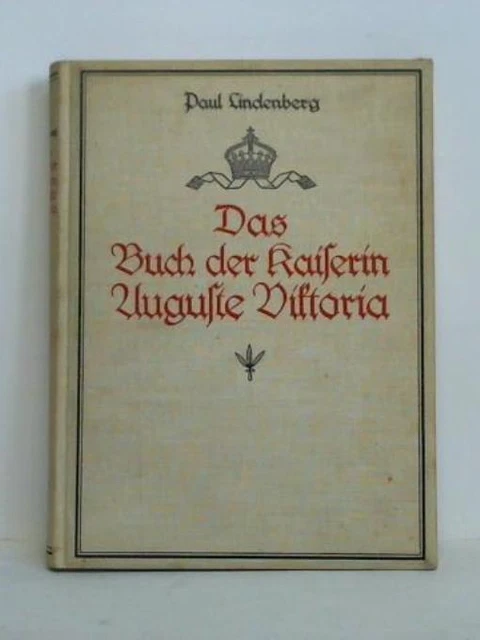 Paul Lindenberg
Das
Buch der Kaiſerin
Auguſte Viktoria